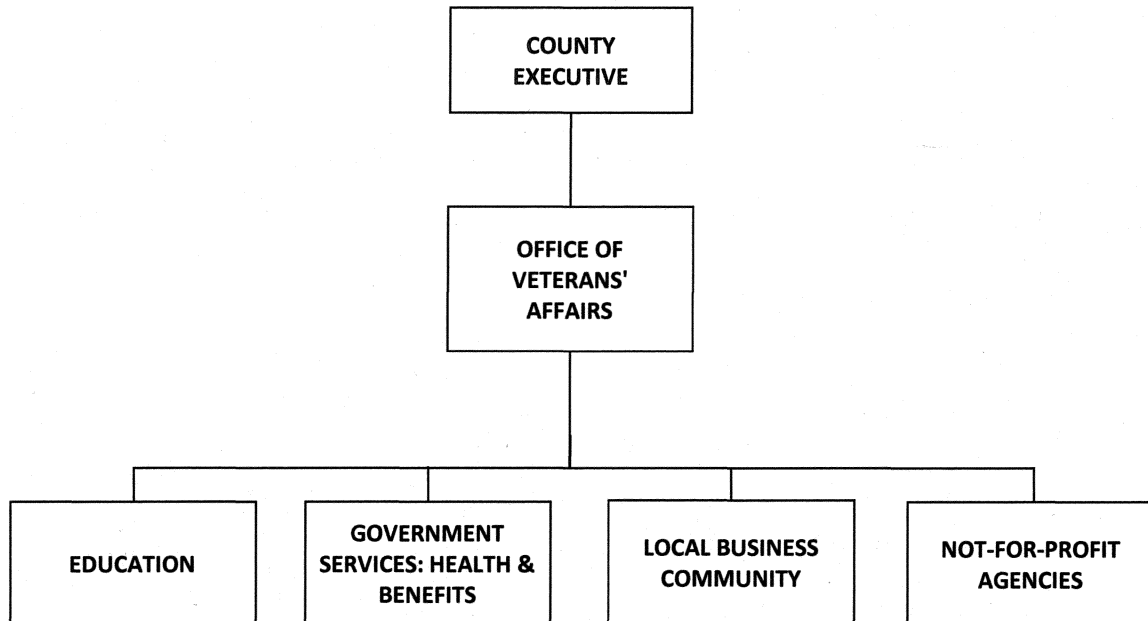 COUNTY
EXECUTIVE
OFFICE OF
VETERANS'
AFFAIRS
EDUCATION
GOVERNMENT
SERVICES: HEALTH &
BENEFITS
LOCAL BUSINESS
COMMUNITY
NOT-FOR-PROFIT
AGENCIES